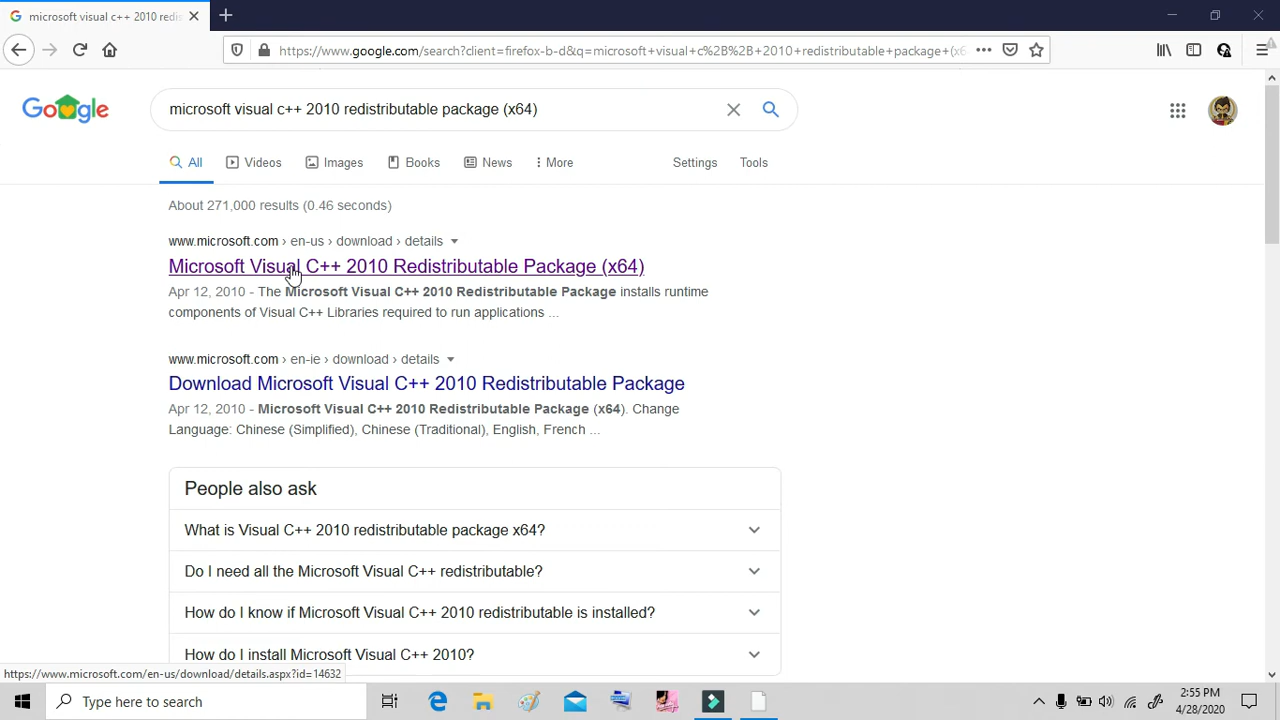 microsoft visual c++ 2010 redis
https://www.google.com/search?client=firefox-b-d&q=microsoft+visual+c%2B%2B+2010+redistributable+package+(x6
Google
microsoft visual c++ 2010 redistributable package (x64)
All
Videos
Images
Books
News
More
Settings
Tools
About 271,000 results (0.46 seconds)
www.microsoft.com › en-us › download › details
Microsoft Visual C++ 2010 Redistributable Package (x64)
Apr 12, 2010 - The Microsoft Visual C++ 2010 Redistributable Package installs runtime
components of Visual C++ Libraries required to run applications ...
www.microsoft.com › en-ie › download › details
Download Microsoft Visual C++ 2010 Redistributable Package
Apr 12, 2010 - Microsoft Visual C++ 2010 Redistributable Package (x64). Change
Language: Chinese (Simplified), Chinese (Traditional), English, French ...
People also ask
What is Visual C++ 2010 redistributable package x64?
Do I need all the Microsoft Visual C++ redistributable?
How do I know if Microsoft Visual C++ 2010 redistributable is installed?
How do I install Microsoft Visual C++ 2010?
https://www.microsoft.com/en-us/download/details.aspx?id=14632
Type here to search
2:55 PM
4/28/2020